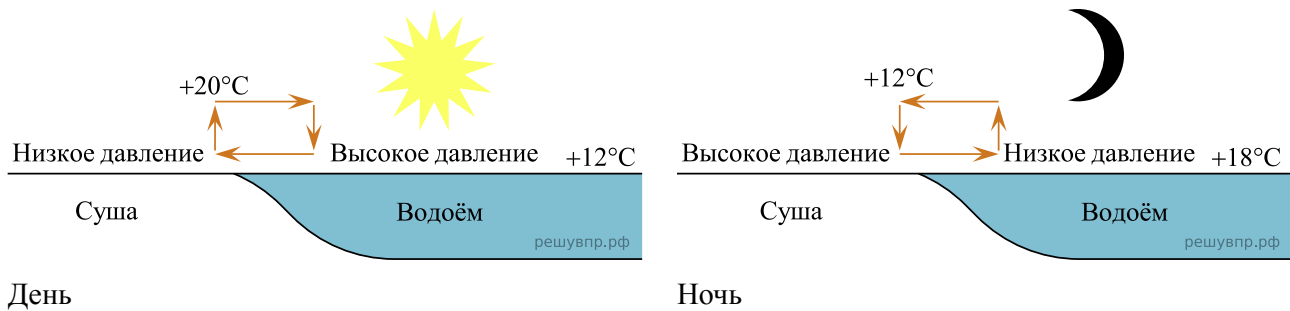 +20°C
Низкое давление
Высокое давление
+12°C
Суша
Водоём
решувпр.рф
День
+12°C
Высокое давление
Низкое давление
+18°C
Суша
Водоём
решувпр.рф
Ночь